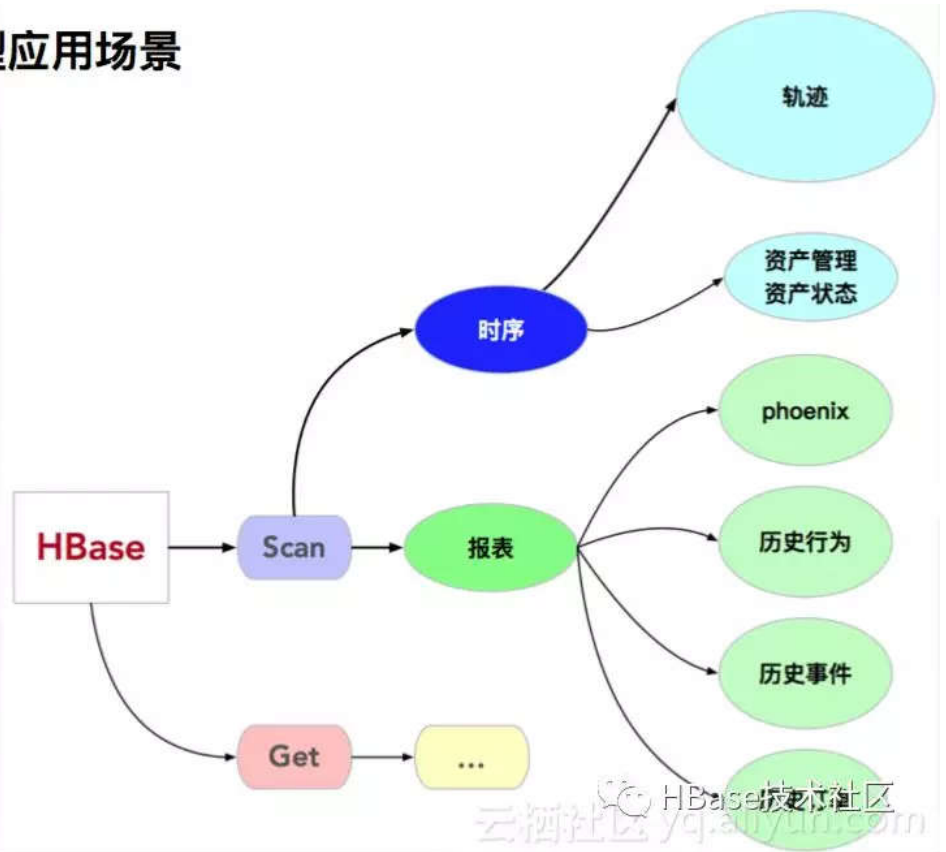 型应用场景
轨迹
资产管理
资产状态
时序
phoenix
HBase
Scan
报表
历史行为
历史事件
Get
...
HBase技术社区
云栖社区 yq.aliyun.com